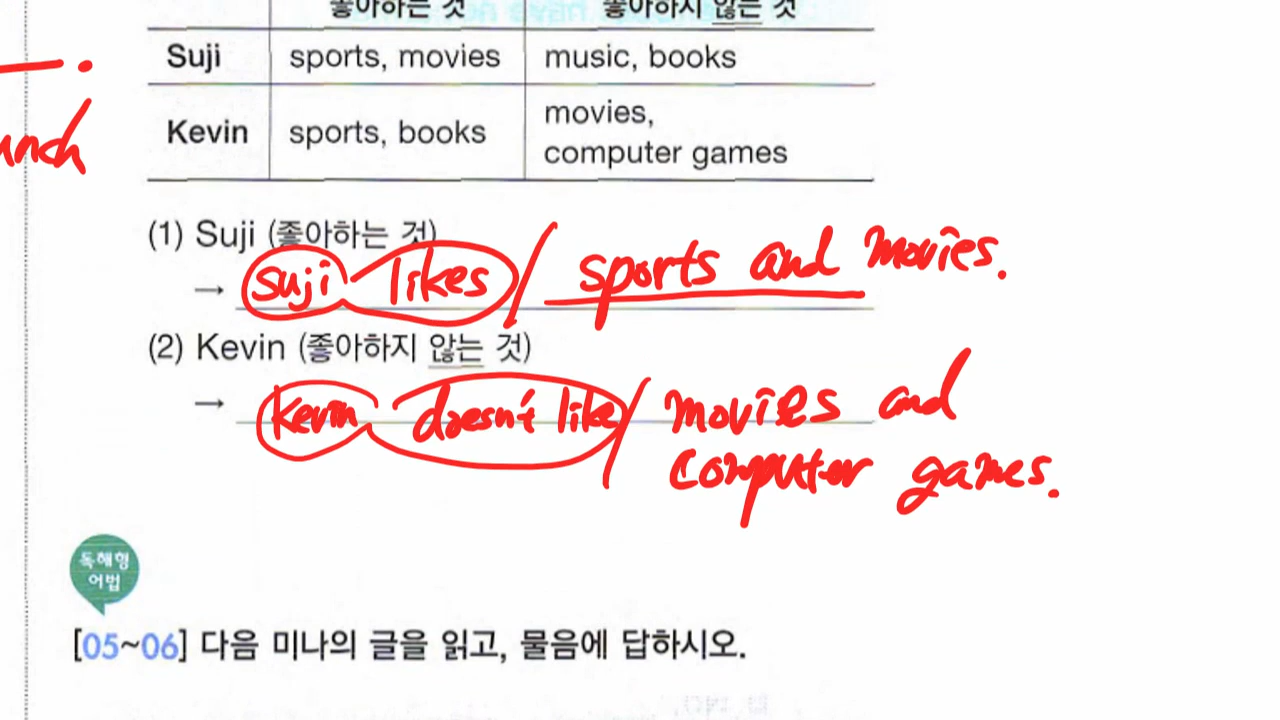 좋아하는 것 좋아하지 않는 것
Suji sports, movies music, books
Kevin sports, books movies,
computer games
(1) Suji (좋아하는 것)
→ Suji likes / sports and movies.
(2) Kevin (좋아하지 않는 것)
→ Kevin doesn't like / movies and
computer games.
독해형
어법
[05~06] 다음 미나의 글을 읽고, 물음에 답하시오.